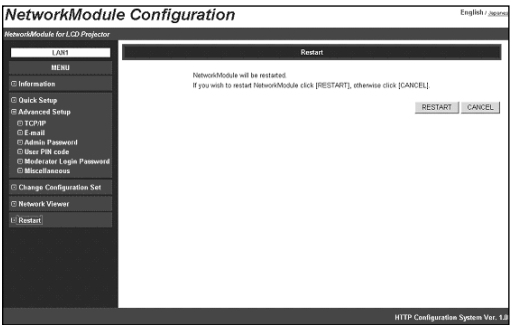 NetworkModule Configuration
English / Japanese
NetworkModule for LCD Projector
LAN1
MENU
Information
Quick Setup
Advanced Setup
TCP/IP
E-mail
Admin Password
User PIN code
Moderator Login Password
Miscellaneous
Change Configuration Set
Network Viewer
Restart
Restart
NetworkModule will be restarted.
If you wish to restart NetworkModule click [RESTART], otherwise click [CANCEL].
RESTART CANCEL
HTTP Configuration System Ver. 1.0